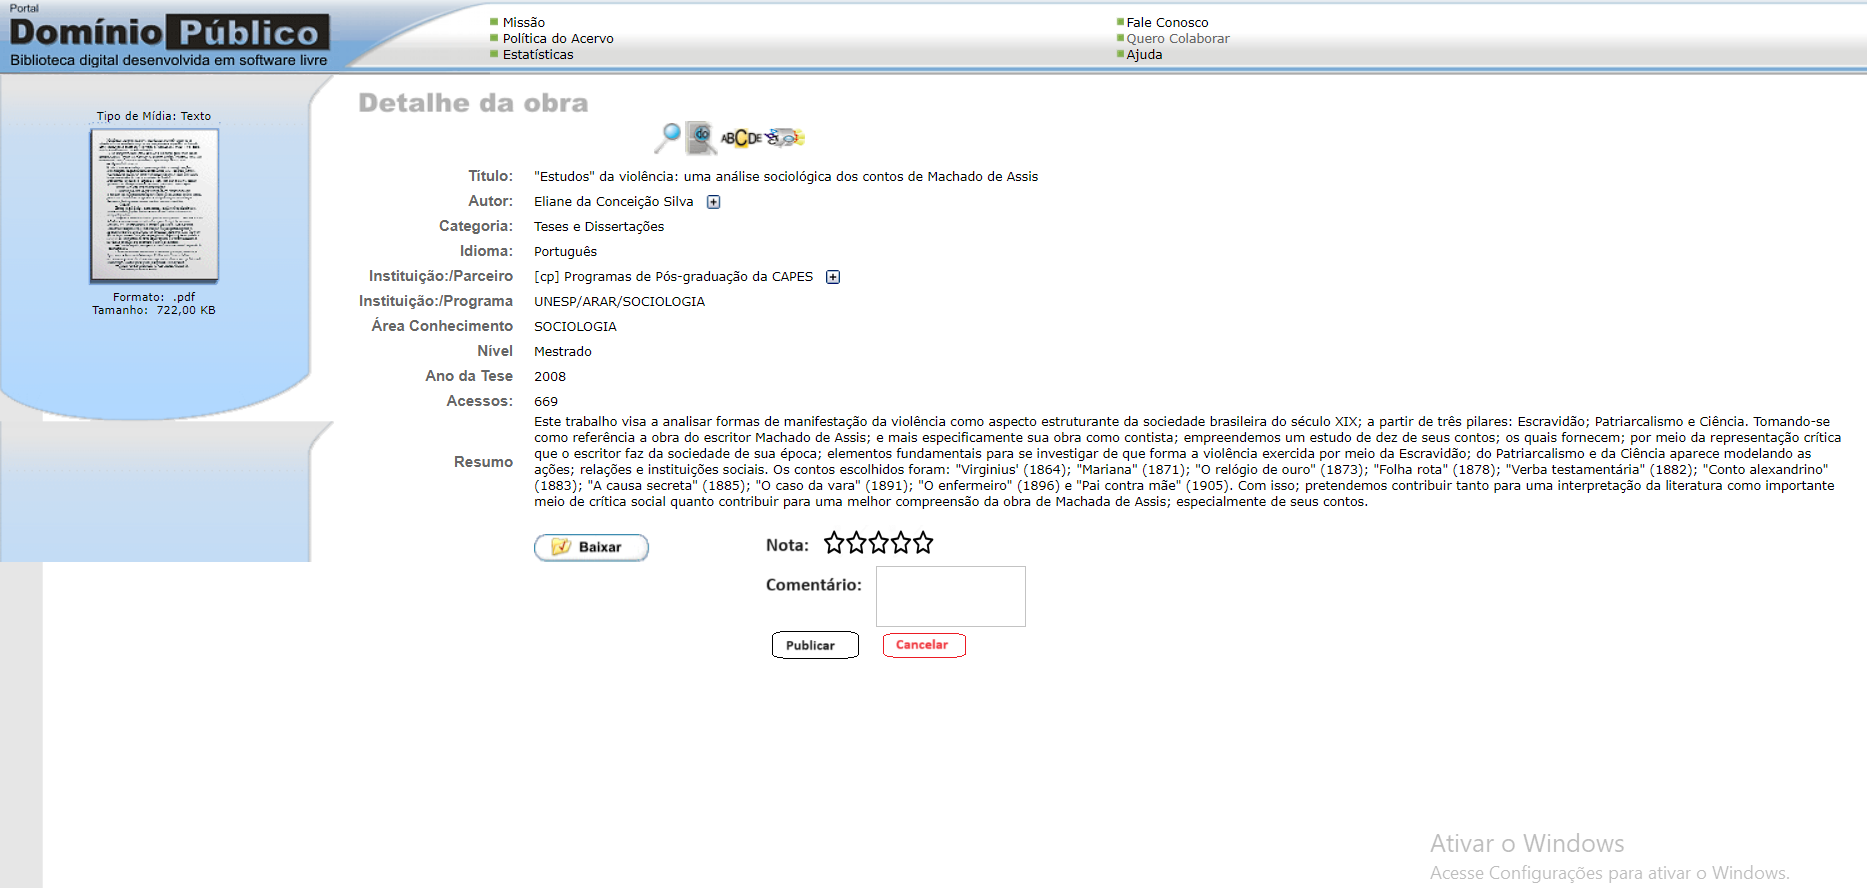 Portal
Domínio Público
Biblioteca digital desenvolvida em software livre
Missão
Política do Acervo
Estatísticas
Fale Conosco
Quero Colaborar
Ajuda
Tipo de Mídia: Texto
Formato: .pdf
Tamanho: 722,00 KB
Detalhe da obra
do
ABCDE
Título: "Estudos" da violência: uma análise sociológica dos contos de Machado de Assis
Autor: Eliane da Conceição Silva
Categoria: Teses e Dissertações
Idioma: Português
Instituição:/Parceiro [cp] Programas de Pós-graduação da CAPES
Instituição:/Programa UNESP/ARAR/SOCIOLOGIA
Área Conhecimento SOCIOLOGIA
Nível Mestrado
Ano da Tese 2008
Acessos: 669
Resumo
Este trabalho visa a analisar formas de manifestação da violência como aspecto estruturante da sociedade brasileira do século XIX; a partir de três pilares: Escravidão; Patriarcalismo e Ciência. Tomando-se
como referência a obra do escritor Machado de Assis; e mais especificamente sua obra como contista; empreendemos um estudo de dez de seus contos; os quais fornecem; por meio da representação crítica
que o escritor faz da sociedade de sua época; elementos fundamentais para se investigar de que forma a violência exercida por meio da Escravidão; do Patriarcalismo e da Ciência aparece modelando as
ações; relações e instituições sociais. Os contos escolhidos foram: "Virginius' (1864); "Mariana" (1871); "O relógio de ouro" (1873); "Folha rota" (1878); "Verba testamentária" (1882); "Conto alexandrino"
(1883); "A causa secreta" (1885); "O caso da vara" (1891); "O enfermeiro" (1896) e "Pai contra mãe" (1905). Com isso; pretendemos contribuir tanto para uma interpretação da literatura como importante
meio de crítica social quanto contribuir para uma melhor compreensão da obra de Machada de Assis; especialmente de seus contos.
Baixar
Nota:
Comentário:
Publicar
Cancelar
Ativar o Windows
Acesse Configurações para ativar o Windows.